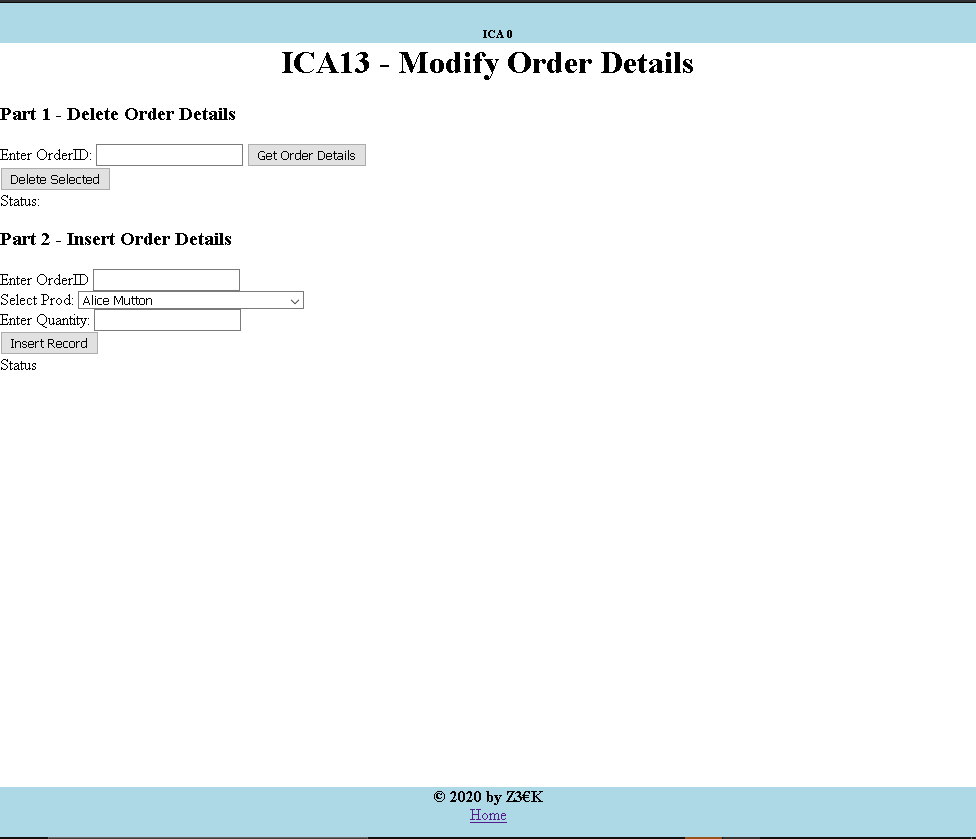 ICA 0
ICA13 - Modify Order Details
Part 1 - Delete Order Details
Enter OrderID: Get Order Details
Delete Selected
Status:
Part 2 - Insert Order Details
Enter OrderID
Select Prod: Alice Mutton
Enter Quantity:
Insert Record
Status
© 2020 by Z3€K
Home